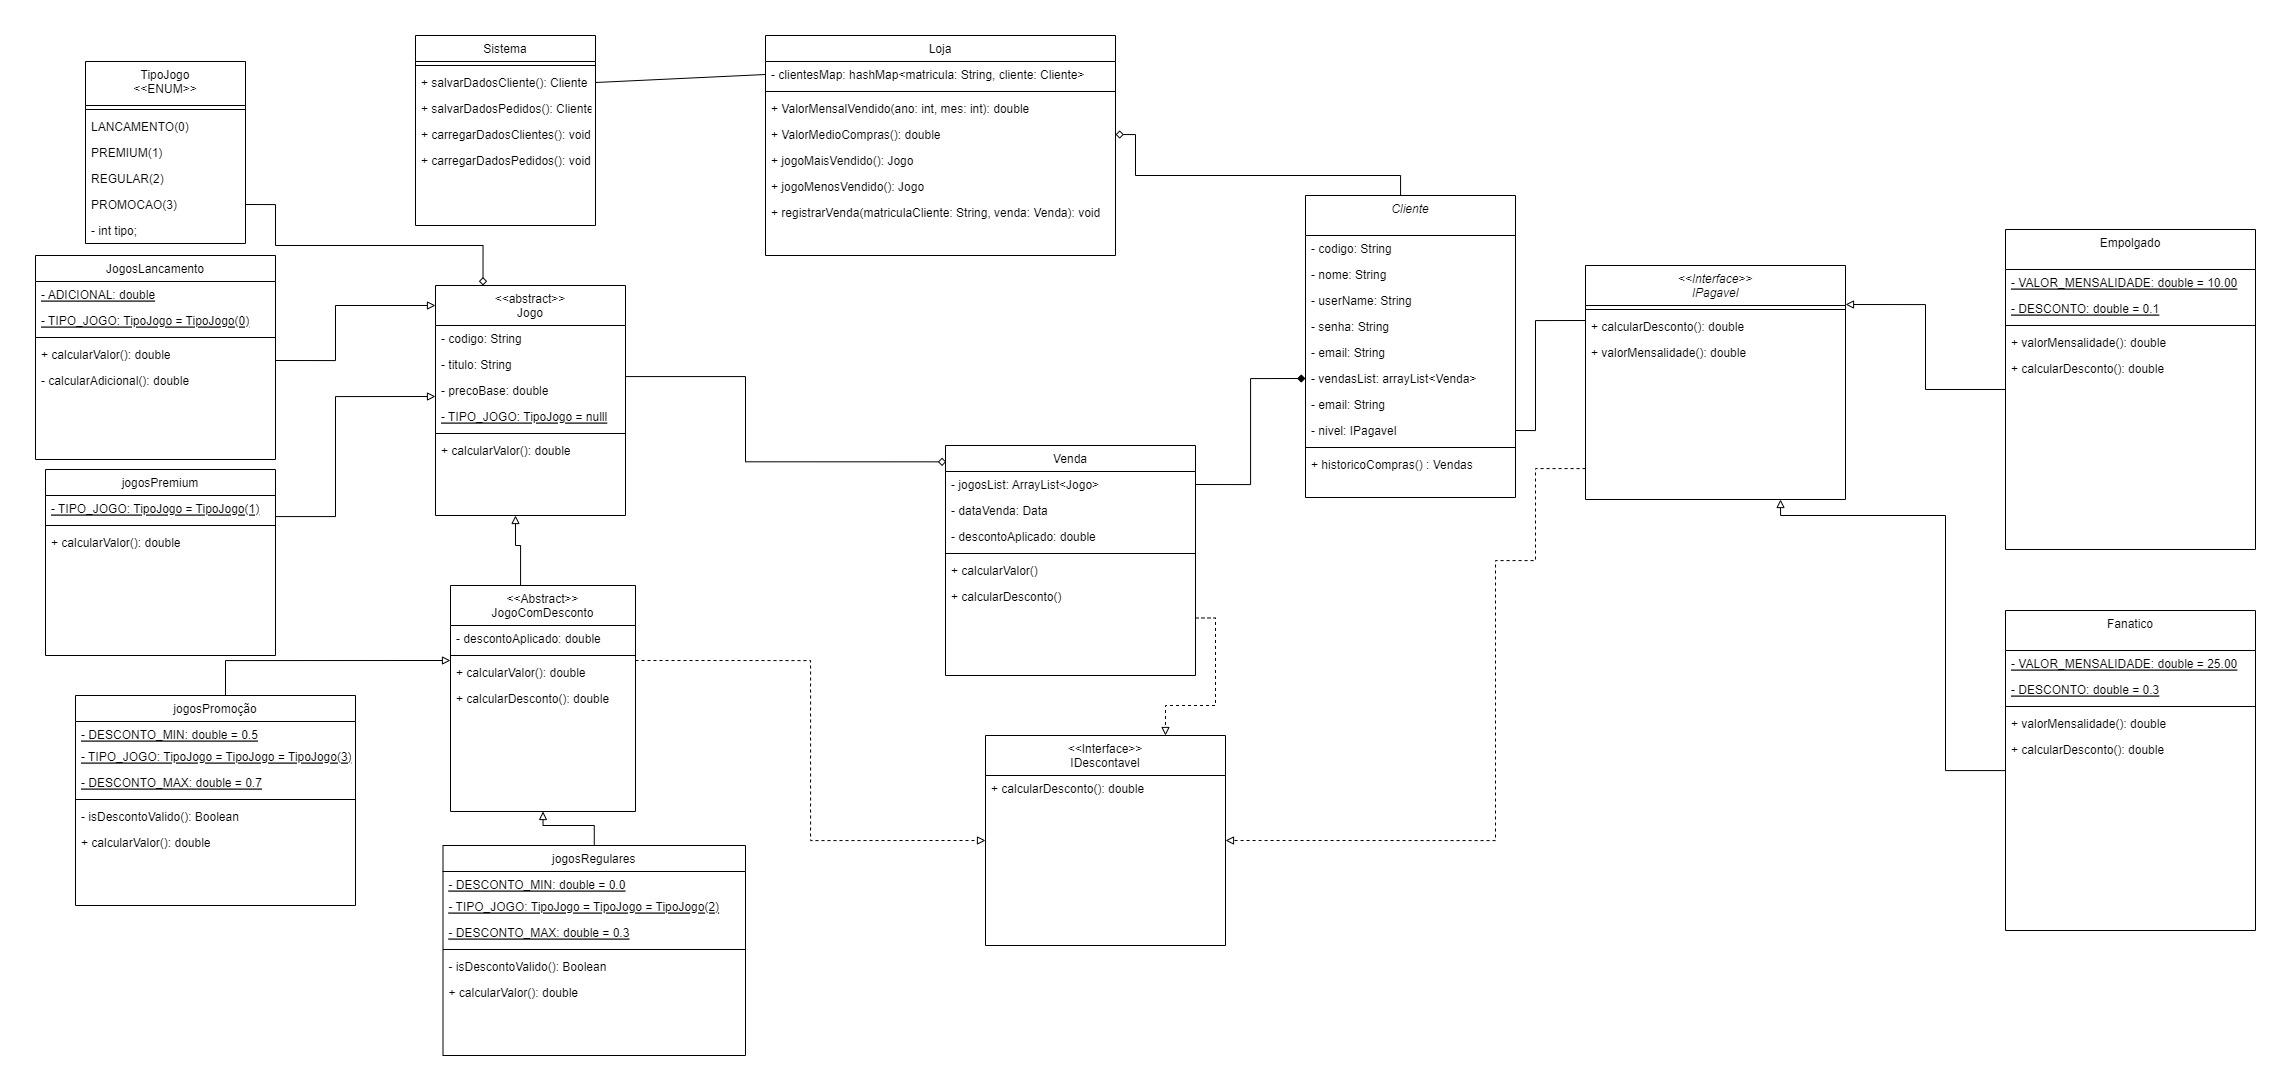 Sistema
+ salvarDadosCliente(): Cliente
+ salvarDadosPedidos(): Cliente
+ carregarDadosClientes(): void
+ carregarDadosPedidos(): void
Loja
- clientesMap: hashMap<matricula: String, cliente: Cliente>
+ ValorMensalVendido(ano: int, mes: int): double
+ ValorMedioCompras(): double
+ jogoMaisVendido(): Jogo
+ jogoMenosVendido(): Jogo
+ registrarVenda(matriculaCliente: String, venda: Venda): void
TipoJogo
<<ENUM>>
LANCAMENTO(0)
PREMIUM(1)
REGULAR(2)
PROMOCAO(3)
- int tipo;
JogosLancamento
- ADICIONAL: double
- TIPO_JOGO: TipoJogo = TipoJogo(0)
+ calcularValor(): double
- calcularAdicional(): double
<<abstract>>
Jogo
- codigo: String
- titulo: String
- precoBase: double
- TIPO_JOGO: TipoJogo = nulll
+ calcularValor(): double
Cliente
- codigo: String
- nome: String
- userName: String
- senha: String
- email: String
- vendasList: arrayList<Venda>
- email: String
- nivel: IPagavel
+ historicoCompras() : Vendas
<<Interface>>
IPagavel
+ calcularDesconto(): double
+ valorMensalidade(): double
Empolgado
- VALOR_MENSALIDADE: double = 10.00
- DESCONTO: double = 0.1
+ valorMensalidade(): double
+ calcularDesconto(): double
jogosPremium
- TIPO_JOGO: TipoJogo = TipoJogo(1)
+ calcularValor(): double
Venda
- jogosList: ArrayList<Jogo>
- dataVenda: Data
- descontoAplicado: double
+ calcularValor()
+ calcularDesconto()
<<Abstract>>
JogoComDesconto
- descontoAplicado: double
+ calcularValor(): double
+ calcularDesconto(): double
Fanatico
- VALOR_MENSALIDADE: double = 25.00
- DESCONTO: double = 0.3
+ valorMensalidade(): double
+ calcularDesconto(): double
jogosPromoção
- DESCONTO_MIN: double = 0.5
- TIPO_JOGO: TipoJogo = TipoJogo = TipoJogo(3)
- DESCONTO_MAX: double = 0.7
- isDescontoValido(): Boolean
+ calcularValor(): double
<<Interface>>
IDescontavel
+ calcularDesconto(): double
jogosRegulares
- DESCONTO_MIN: double = 0.0
- TIPO_JOGO: TipoJogo = TipoJogo = TipoJogo(2)
- DESCONTO_MAX: double = 0.3
- isDescontoValido(): Boolean
+ calcularValor(): double